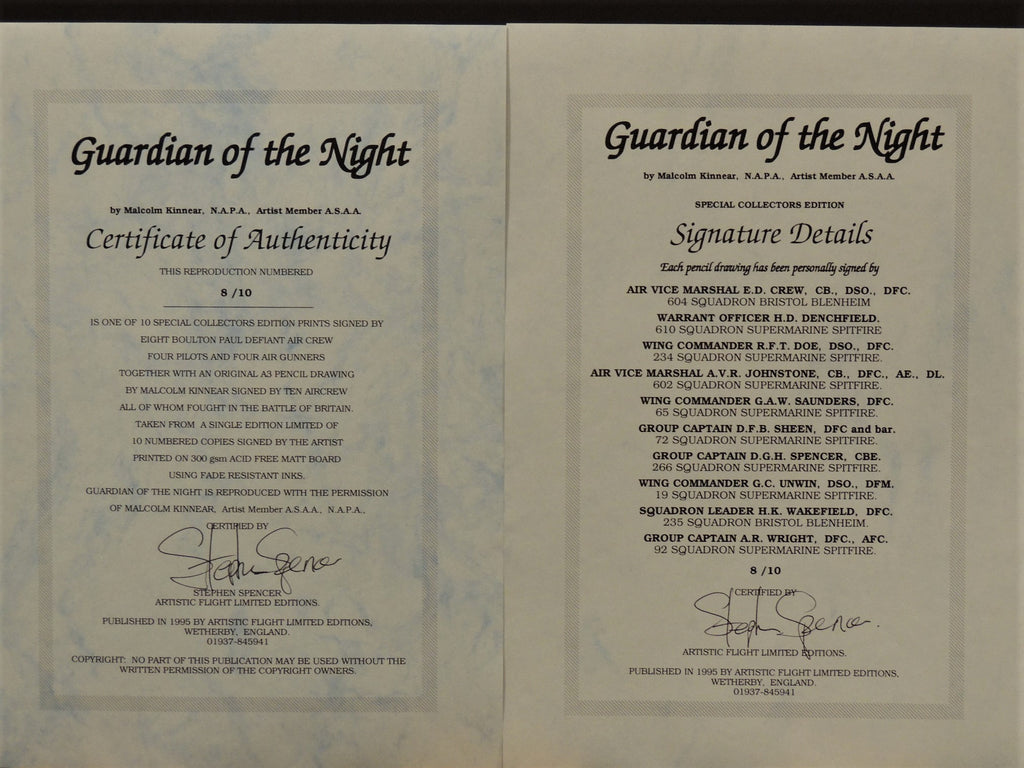 Guardian of the Night
by Malcolm Kinnear, N.A.P.A., Artist Member A.S.A.A.
Certificate of Authenticity
THIS REPRODUCTION NUMBERED
8 /10
IS ONE OF 10 SPECIAL COLLECTORS EDITION PRINTS SIGNED BY
EIGHT BOULTON PAUL DEFIANT AIR CREW
FOUR PILOTS AND FOUR AIR GUNNERS
TOGETHER WITH AN ORIGINAL A3 PENCIL DRAWING
BY MALCOLM KINNEAR SIGNED BY TEN AIRCREW
ALL OF WHOM FOUGHT IN THE BATTLE OF BRITAIN.
TAKEN FROM A SINGLE EDITION LIMITED OF
10 NUMBERED COPIES SIGNED BY THE ARTIST
PRINTED ON 300 gsm ACID FREE MATT BOARD
USING FADE RESISTANT INKS.
GUARDIAN OF THE NIGHT IS REPRODUCED WITH THE PERMISSION
OF MALCOLM KINNEAR, Artist Member A.S.A.A., N.A.P.A.,
CERTIFIED BY
Stephen Spencer
STEPHEN SPENCER
ARTISTIC FLIGHT LIMITED EDITIONS.
PUBLISHED IN 1995 BY ARTISTIC FLIGHT LIMITED EDITIONS,
WETHERBY, ENGLAND.
01937-845941
COPYRIGHT: NO PART OF THIS PUBLICATION MAY BE USED WITHOUT THE
WRITTEN PERMISSION OF THE COPYRIGHT OWNERS.
Guardian of the Night
by Malcolm Kinnear, N.A.P.A., Artist Member A.S.A.A.
SPECIAL COLLECTORS EDITION
Signature Details
Each pencil drawing has been personally signed by
AIR VICE MARSHAL E.D. CREW, CB., DSO., DFC.
604 SQUADRON BRISTOL BLENHEIM
WARRANT OFFICER H.D. DENCHFIELD.
610 SQUADRON SUPERMARINE SPITFIRE
WING COMMANDER R.F.T. DOE, DSO., DFC.
234 SQUADRON SUPERMARINE SPITFIRE.
AIR VICE MARSHAL A.V.R. JOHNSTONE, CB., DFC., AE., DL.
602 SQUADRON SUPERMARINE SPITFIRE.
WING COMMANDER G.A.W. SAUNDERS, DFC.
65 SQUADRON SUPERMARINE SPITFIRE.
GROUP CAPTAIN D.F.B. SHEEN, DFC and bar.
72 SQUADRON SUPERMARINE SPITFIRE.
GROUP CAPTAIN D.G.H. SPENCER, CBE.
266 SQUADRON SUPERMARINE SPITFIRE.
WING COMMANDER G.C. UNWIN, DSO., DFM.
19 SQUADRON SUPERMARINE SPITFIRE.
SQUADRON LEADER H.K. WAKEFIELD, DFC.
235 SQUADRON BRISTOL BLENHEIM.
GROUP CAPTAIN A.R. WRIGHT, DFC., AFC.
92 SQUADRON SUPERMARINE SPITFIRE.
8 /10
CERTIFIED BY
Stephen Spencer.
ARTISTIC FLIGHT LIMITED EDITIONS.
PUBLISHED IN 1995 BY ARTISTIC FLIGHT LIMITED EDITIONS,
WETHERBY, ENGLAND.
01937-845941